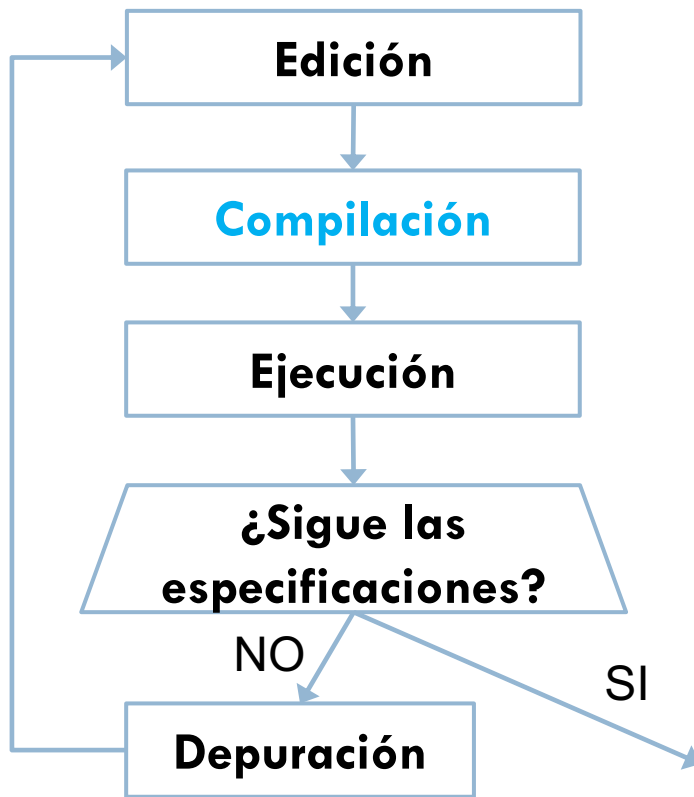 Edición
Compilación
Ejecución
¿Sigue las
especificaciones?
NO
SI
Depuración